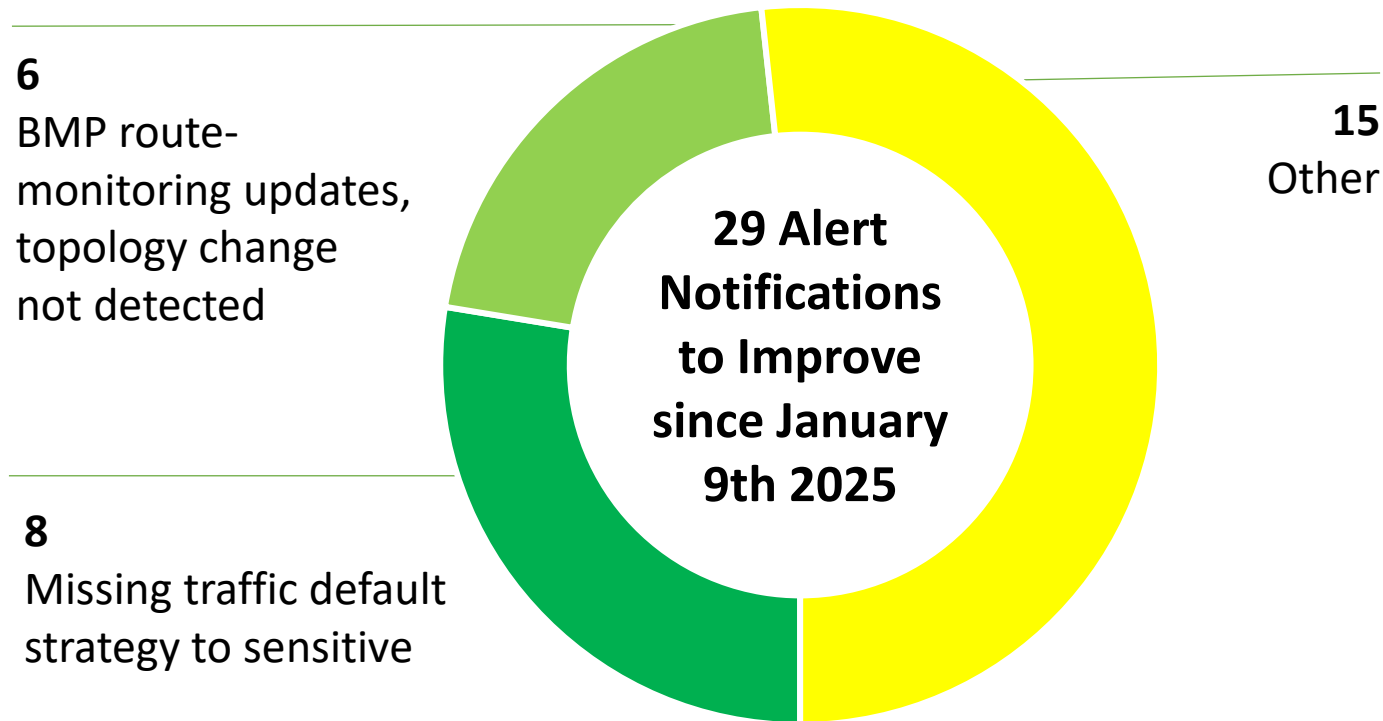 6
BMP route-
monitoring updates,
topology change
not detected
15
Other
29 Alert
Notifications
to Improve
since January
9th 2025
8
Missing traffic default
strategy to sensitive